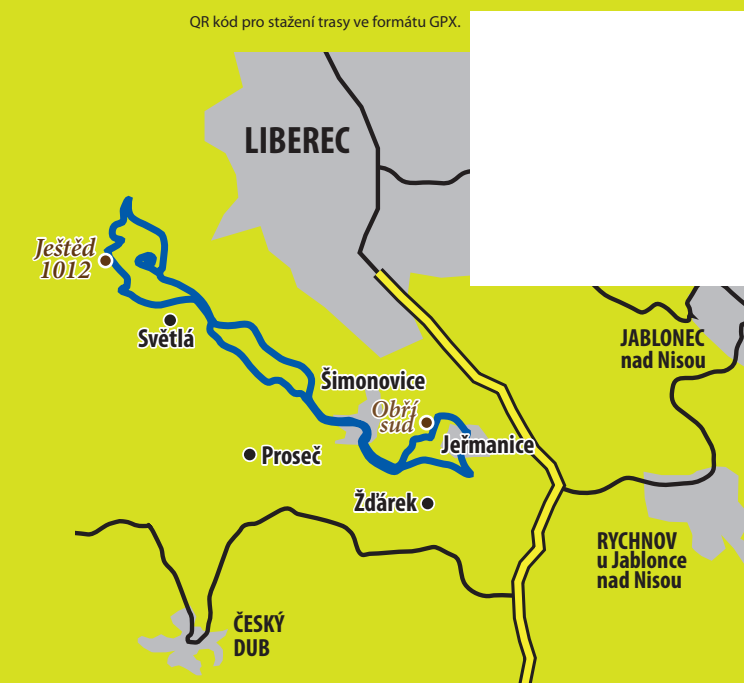 QR kód pro stažení trasy ve formátu GPX.
LIBEREC
Ještěd
1012
Světlá
JABLONEC
nad Nisou
Šimonovice
Obří
sud
Jeřmanice
Proseč
Žďárek
RYCHNOV
u Jablonce
nad Nisou
ČESKÝ
DUB